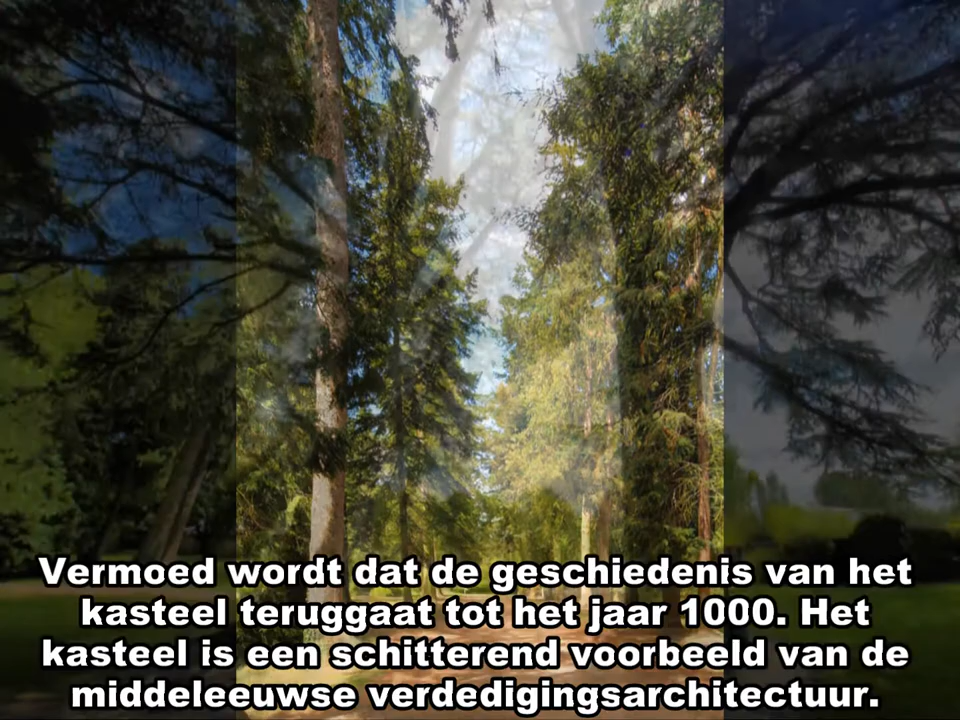 Vermoed wordt dat de geschiedenis van het
kasteel teruggaat tot het jaar 1000. Het
kasteel is een schitterend voorbeeld van de
middeleeuwse verdedigingsarchitectuur.